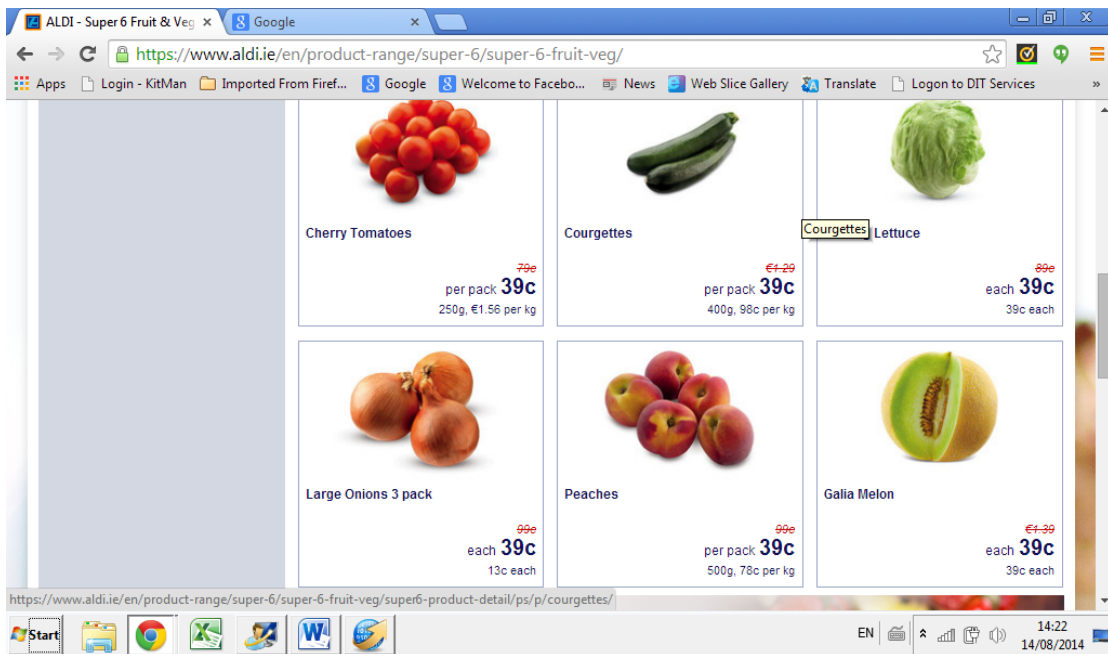 ALDI - Super 6 Fruit & Veg
Google
https://www.aldi.ie/en/product-range/super-6/super-6-fruit-veg/
Apps Login - KitMan Imported From Firef... Google Welcome to Facebo... News Web Slice Gallery Translate Logon to DIT Services »
Cherry Tomatoes
79c
per pack 39c
250g, €1.56 per kg
Courgettes
€1.29
per pack 39c
400g, 98c per kg
Courgettes
Lettuce
89c
each 39c
39c each
Large Onions 3 pack
99c
each 39c
13c each
Peaches
99c
per pack 39c
500g, 78c per kg
Galia Melon
€1.39
each 39c
39c each
https://www.aldi.ie/en/product-range/super-6/super-6-fruit-veg/super6-product-detail/ps/p/courgettes/
Start
EN
14:22
14/08/2014